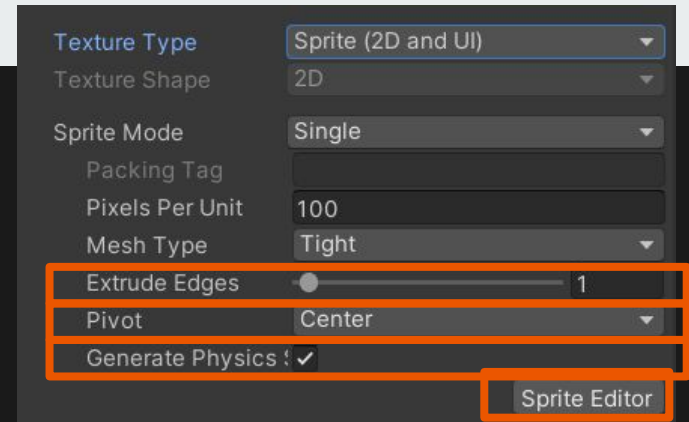 Texture Type Sprite (2D and UI)
Texture Shape 2D
Sprite Mode Single
Packing Tag
Pixels Per Unit 100
Mesh Type Tight
Extrude Edges 1
Pivot Center
Generate Physics
Sprite Editor